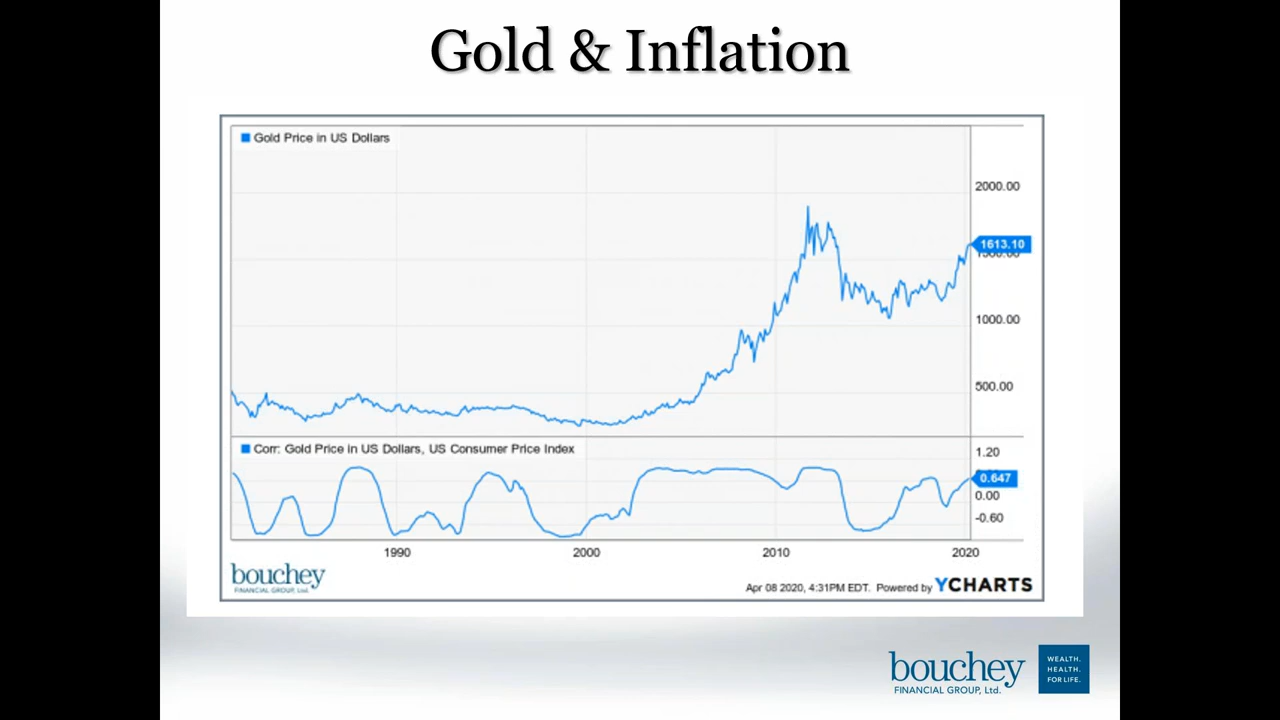 Gold & Inflation
Gold Price in US Dollars
2000.00
1613.10
1500.00
1000.00
500.00
Corr: Gold Price in US Dollars, US Consumer Price Index
1.20
0.647
0.00
-0.60
1990 2000 2010 2020
bouchey
FINANCIAL GROUP, Ltd.
Apr 08 2020, 4:31PM EDT. Powered by YCHARTS
bouchey
FINANCIAL GROUP, Ltd.
WEALTH.
HEALTH.
FOR LIFE.